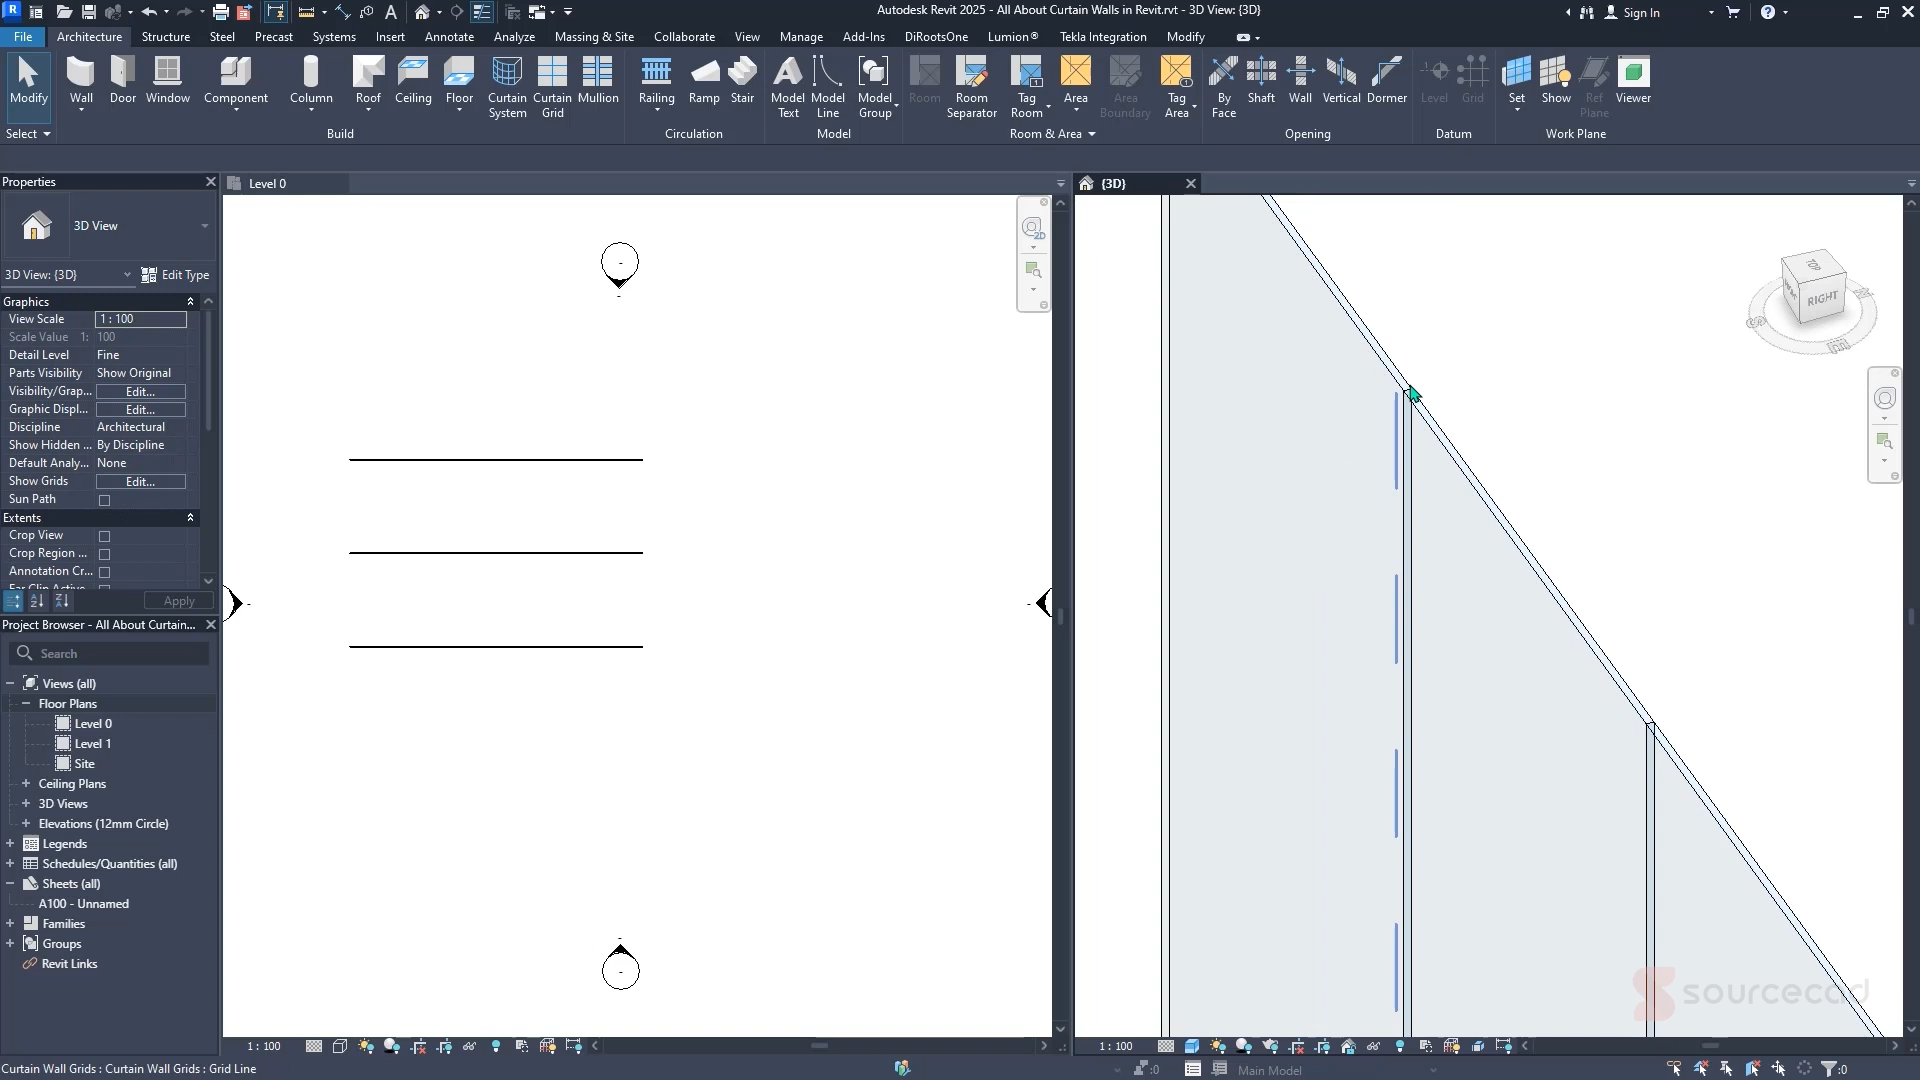 Autodesk Revit 2025 - All About Curtain Walls in Revit.rvt - 3D View: {3D}
Sign In
File Architecture Structure Steel Precast Systems Insert Annotate Analyze Massing & Site Collaborate View Manage Add-Ins DiRootsOne Lumion® Tekla Integration Modify
Modify
Wall
Door
Window
Component
Column
Roof
Ceiling
Floor
Curtain System
Curtain Grid
Mullion
Railing
Ramp
Stair
Model Text
Model Line
Model Group
Room
Room Separator
Tag Room
Area
Area Boundary
Tag Area
By Face
Shaft
Wall
Vertical
Dormer
Level
Grid
Set
Show
Ref Plane
Viewer
Select
Build
Circulation
Model
Room & Area
Opening
Datum
Work Plane
Properties
3D View
3D View: {3D}
Edit Type
Graphics
View Scale 1 : 100
Scale Value 1: 100
Detail Level Fine
Parts Visibility Show Original
Visibility/Grap... Edit...
Graphic Displ... Edit...
Discipline Architectural
Show Hidden ... By Discipline
Default Analy... None
Show Grids Edit...
Sun Path
Extents
Crop View
Crop Region ...
Annotation Cr...
Apply
Project Browser - All About Curtain...
Search
Views (all)
Floor Plans
Level 0
Level 1
Site
Ceiling Plans
3D Views
Elevations (12mm Circle)
Legends
Schedules/Quantities (all)
Sheets (all)
A100 - Unnamed
Families
Groups
Revit Links
Level 0
2D
1 : 100
{3D}
TOP
RIGHT
S
E
sourcecad
1 : 100
Curtain Wall Grids : Curtain Wall Grids : Grid Line
:0
Main Model
:0